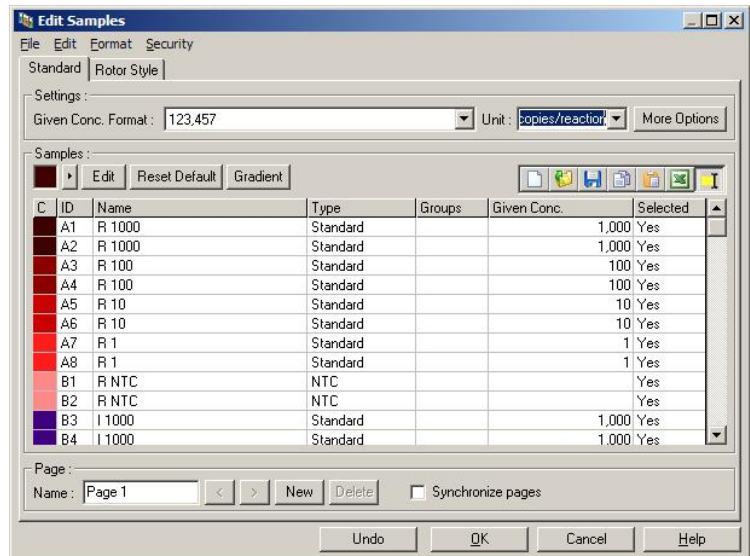 Edit Samples
File Edit Format Security
Standard Rotor Style
Settings :
Given Conc. Format : 123,457 Unit : copies/reaction More Options
Samples :
Edit Reset Default Gradient
C ID Name Type Groups Given Conc. Selected
A1 R 1000 Standard 1,000 Yes
A2 R 1000 Standard 1,000 Yes
A3 R 100 Standard 100 Yes
A4 R 100 Standard 100 Yes
A5 R 10 Standard 10 Yes
A6 R 10 Standard 10 Yes
A7 R 1 Standard 1 Yes
A8 R 1 Standard 1 Yes
B1 R NTC NTC Yes
B2 R NTC NTC Yes
B3 I 1000 Standard 1,000 Yes
B4 I 1000 Standard 1,000 Yes
Page :
Name : Page 1 < > New Delete Synchronize pages
Undo OK Cancel Help